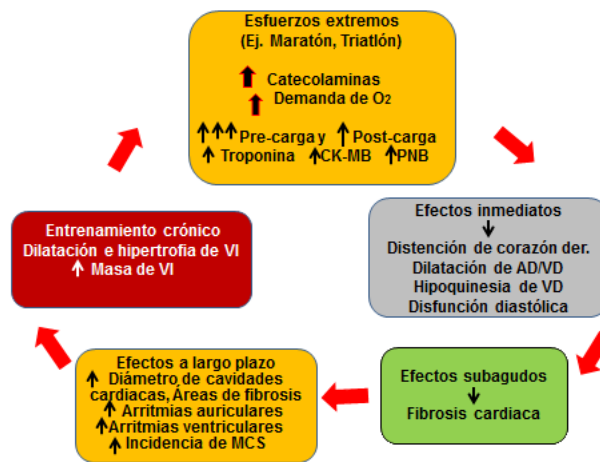 Esfuerzos extremos
(Ej. Maratón, Triatlón)
↑ Catecolaminas
↑ Demanda de O₂
↑↑↑ Pre-carga y ↑ Post-carga
↑ Troponina ↑CK-MB ↑PNB
Efectos inmediatos
↓
Distención de corazón der.
Dilatación de AD/VD
Hipoquinesia de VD
Disfunción diastólica
Efectos subagudos
↓
Fibrosis cardiaca
Efectos a largo plazo
↑ Diámetro de cavidades
cardiacas, Áreas de fibrosis
↑ Arritmias auriculares
↑Arritmias ventriculares
↑ Incidencia de MCS
Entrenamiento crónico
Dilatación e hipertrofia de VI
↑ Masa de VI